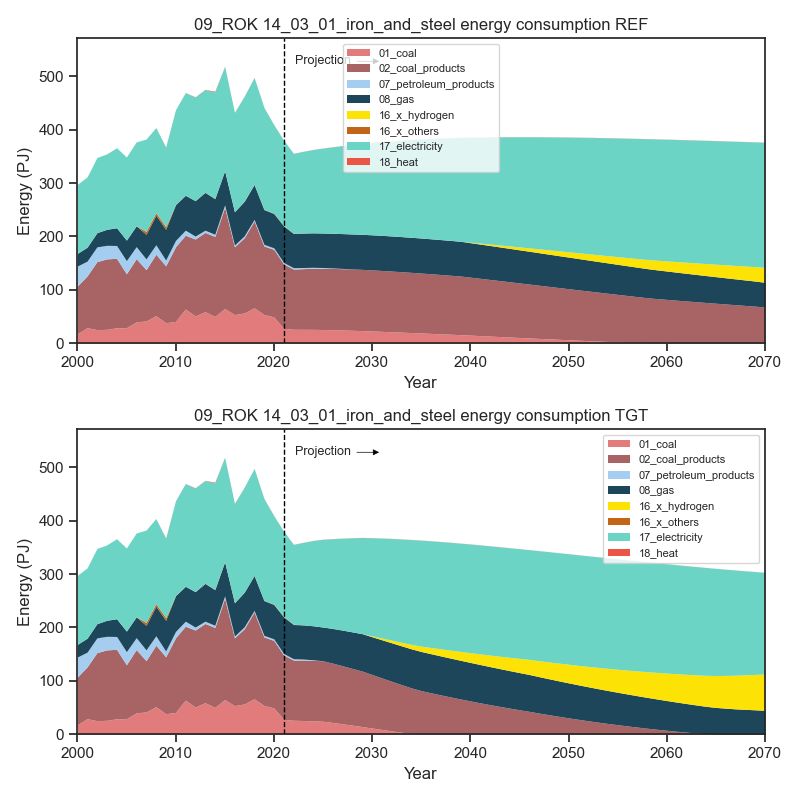 09_ROK 14_03_01_iron_and_steel energy consumption REF
Energy (PJ)
500
400
300
200
100
0
Projection
01_coal
02_coal_products
07_petroleum_products
08_gas
16_x_hydrogen
16_x_others
17_electricity
18_heat
2000 2010 2020 2030 2040 2050 2060 2070
Year
09_ROK 14_03_01_iron_and_steel energy consumption TGT
Energy (PJ)
500
400
300
200
100
0
Projection
01_coal
02_coal_products
07_petroleum_products
08_gas
16_x_hydrogen
16_x_others
17_electricity
18_heat
2000 2010 2020 2030 2040 2050 2060 2070
Year